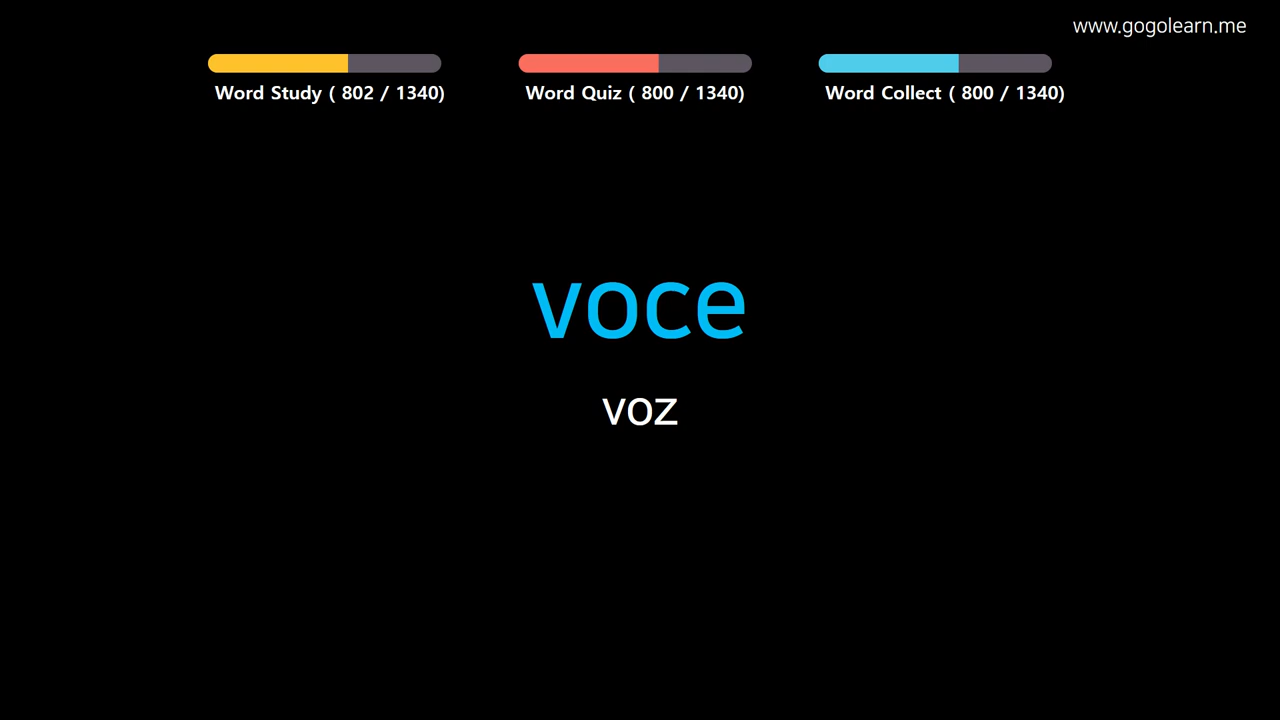 www.gogolearn.me
Word Study ( 802 / 1340)
Word Quiz ( 800 / 1340)
Word Collect ( 800 / 1340)
voce
voz